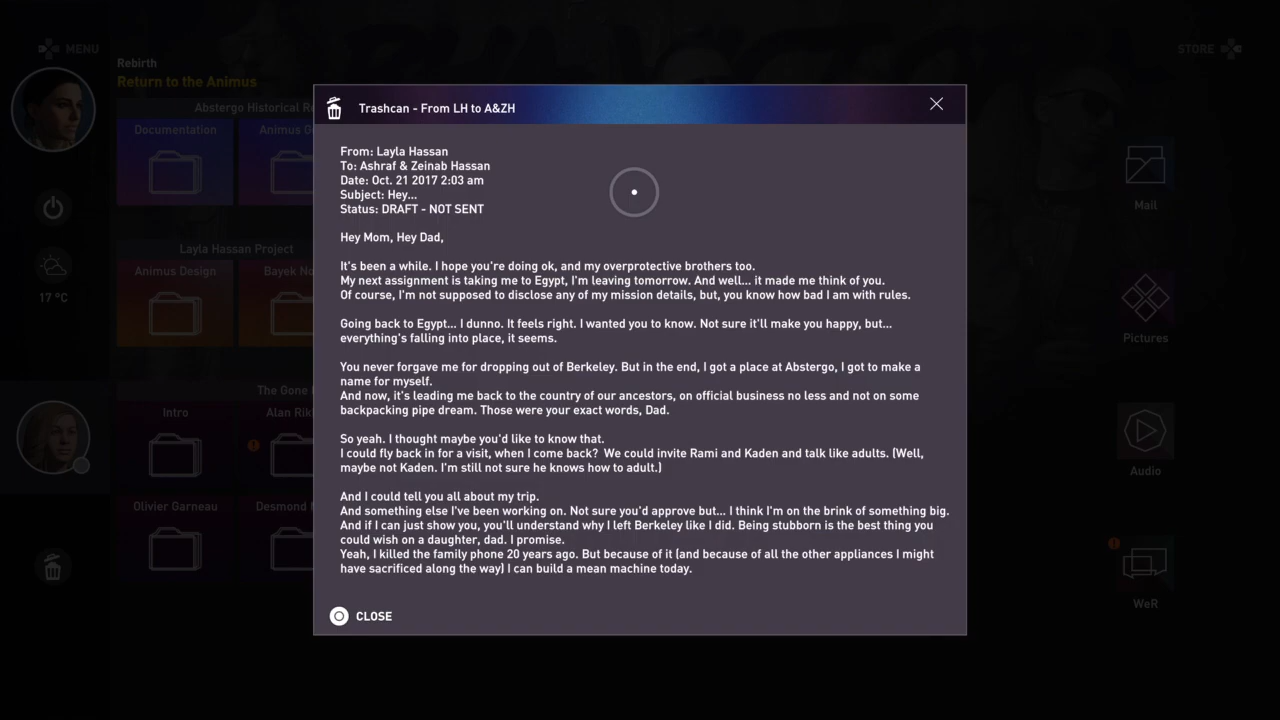 MENU
STORE
Rebirth
Return to the Animus
Abstergo Historical R
Documentation
Animus G
Layla Hassan Project
Animus Design
Bayek No
17 °C
The Gone
Intro
Alan Rik
Olivier Garneau
Desmond M
Trashcan - From LH to A&ZH
From: Layla Hassan
To: Ashraf & Zeinab Hassan
Date: Oct. 21 2017 2:03 am
Subject: Hey...
Status: DRAFT - NOT SENT
Hey Mom, Hey Dad,
It's been a while. I hope you're doing ok, and my overprotective brothers too.
My next assignment is taking me to Egypt, I'm leaving tomorrow. And well... it made me think of you.
Of course, I'm not supposed to disclose any of my mission details, but, you know how bad I am with rules.
Going back to Egypt... I dunno. It feels right. I wanted you to know. Not sure it'll make you happy, but...
everything's falling into place, it seems.
You never forgave me for dropping out of Berkeley. But in the end, I got a place at Abstergo, I got to make a
name for myself.
And now, it's leading me back to the country of our ancestors, on official business no less and not on some
backpacking pipe dream. Those were your exact words, Dad.
So yeah. I thought maybe you'd like to know that.
I could fly back in for a visit, when I come back? We could invite Rami and Kaden and talk like adults. (Well,
maybe not Kaden. I'm still not sure he knows how to adult.)
And I could tell you all about my trip.
And something else I've been working on. Not sure you'd approve but... I think I'm on the brink of something big.
And if I can just show you, you'll understand why I left Berkeley like I did. Being stubborn is the best thing you
could wish on a daughter, dad. I promise.
Yeah, I killed the family phone 20 years ago. But because of it (and because of all the other appliances I might
have sacrificed along the way) I can build a mean machine today.
CLOSE
Mail
Pictures
Audio
WeR